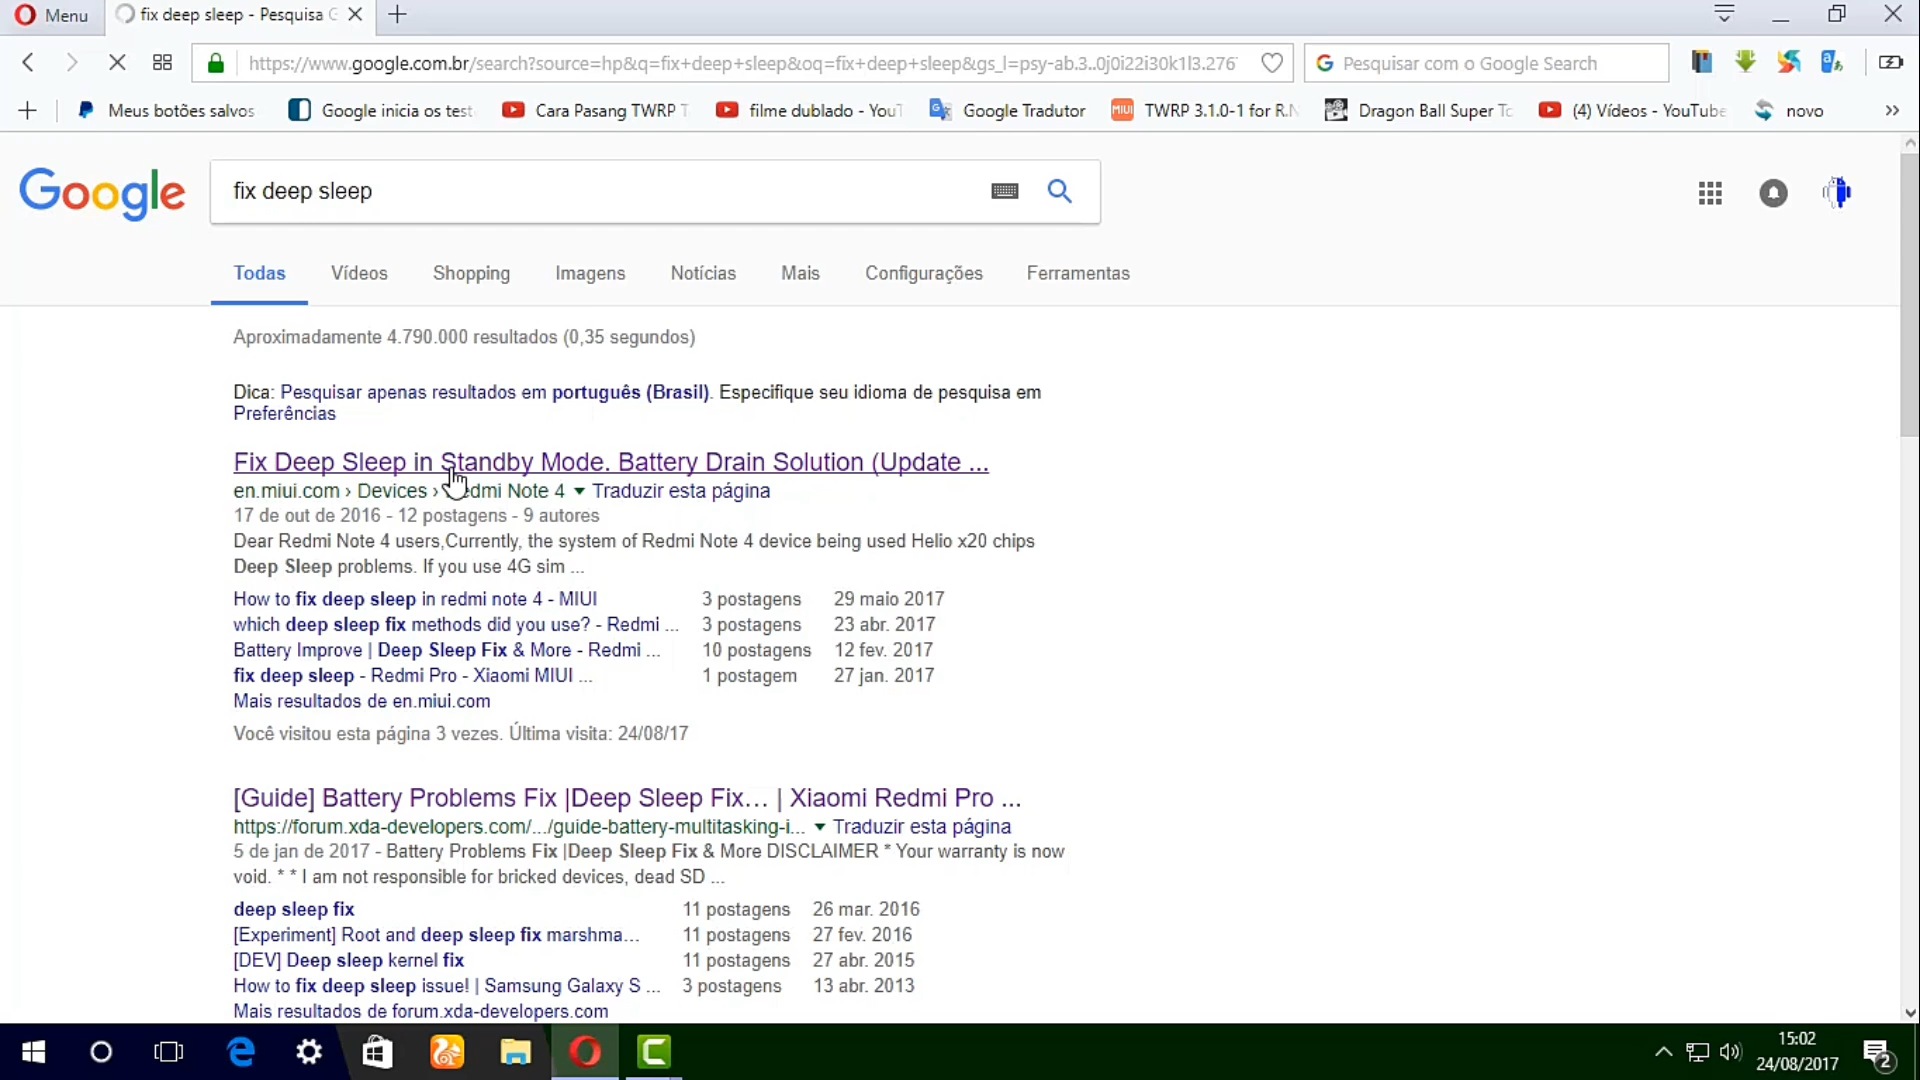 Menu
fix deep sleep - Pesquisa G
https://www.google.com.br/search?source=hp&q=fix+deep+sleep&oq=fix+deep+sleep&gs_l=psy-ab.3..0j0i22i30k1l3.276
Pesquisar com o Google Search
Meus botões salvos
Google inicia os test
Cara Pasang TWRP T
filme dublado - YouT
Google Tradutor
MIUI
TWRP 3.1.0-1 for R.N
Dragon Ball Super To
(4) Vídeos - YouTube
novo
Google
fix deep sleep
Todas Vídeos Shopping Imagens Notícias Mais Configurações Ferramentas
Aproximadamente 4.790.000 resultados (0,35 segundos)
Dica: Pesquisar apenas resultados em português (Brasil). Especifique seu idioma de pesquisa em
Preferências
Fix Deep Sleep in Standby Mode. Battery Drain Solution (Update ...
en.miui.com › Devices › Redmi Note 4 Traduzir esta página
17 de out de 2016 - 12 postagens - 9 autores
Dear Redmi Note 4 users,Currently, the system of Redmi Note 4 device being used Helio x20 chips
Deep Sleep problems. If you use 4G sim ...
How to fix deep sleep in redmi note 4 - MIUI 3 postagens 29 maio 2017
which deep sleep fix methods did you use? - Redmi ... 3 postagens 23 abr. 2017
Battery Improve | Deep Sleep Fix & More - Redmi ... 10 postagens 12 fev. 2017
fix deep sleep - Redmi Pro - Xiaomi MIUI ... 1 postagem 27 jan. 2017
Mais resultados de en.miui.com
Você visitou esta página 3 vezes. Última visita: 24/08/17
[Guide] Battery Problems Fix |Deep Sleep Fix… | Xiaomi Redmi Pro ...
https://forum.xda-developers.com/.../guide-battery-multitasking-i... Traduzir esta página
5 de jan de 2017 - Battery Problems Fix |Deep Sleep Fix & More DISCLAIMER * Your warranty is now
void. * * I am not responsible for bricked devices, dead SD ...
deep sleep fix 11 postagens 26 mar. 2016
[Experiment] Root and deep sleep fix marshma... 11 postagens 27 fev. 2016
[DEV] Deep sleep kernel fix 11 postagens 27 abr. 2015
How to fix deep sleep issue! | Samsung Galaxy S ... 3 postagens 13 abr. 2013
Mais resultados de forum.xda-developers.com
15:02
24/08/2017
2